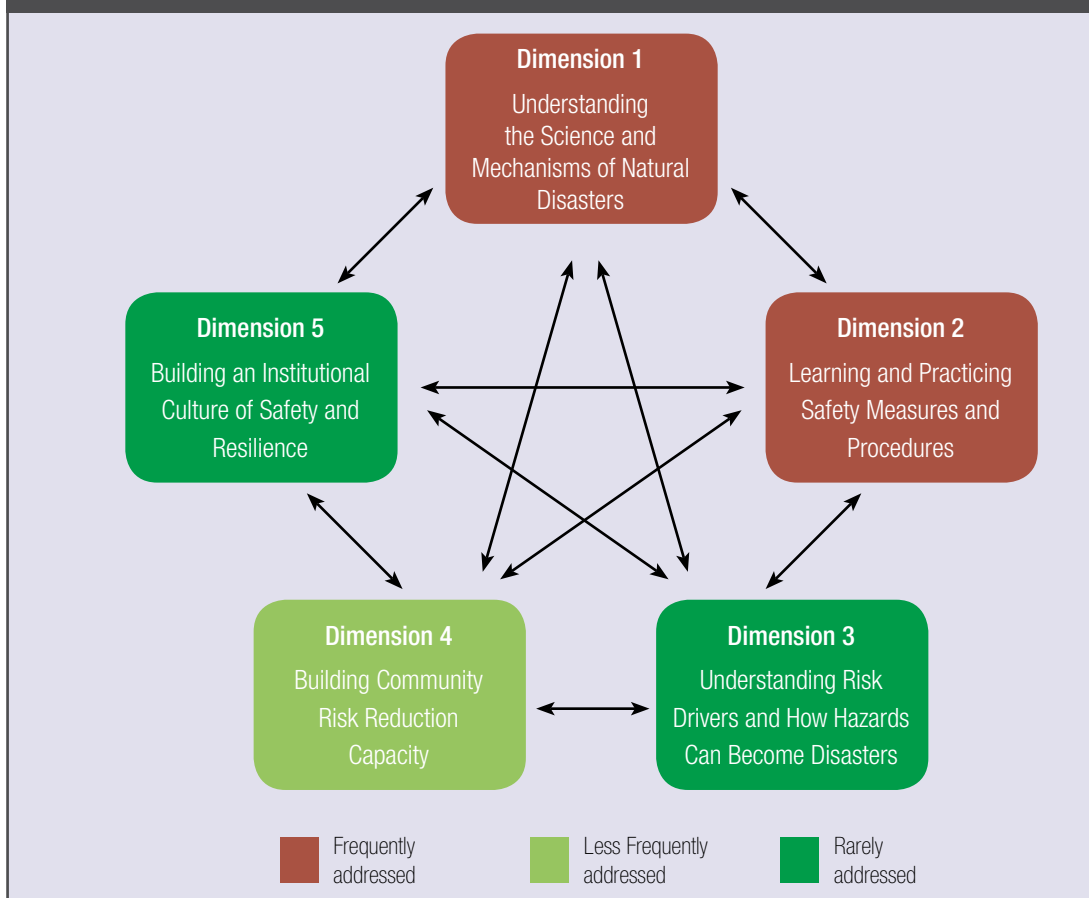 Dimension 1
Understanding
the Science and
Mechanisms of Natural
Disasters
Dimension 5
Building an Institutional
Culture of Safety and
Resilience
Dimension 2
Learning and Practicing
Safety Measures and
Procedures
Dimension 4
Building Community
Risk Reduction
Capacity
Dimension 3
Understanding Risk
Drivers and How Hazards
Can Become Disasters
Frequently
addressed
Less Frequently
addressed
Rarely
addressed